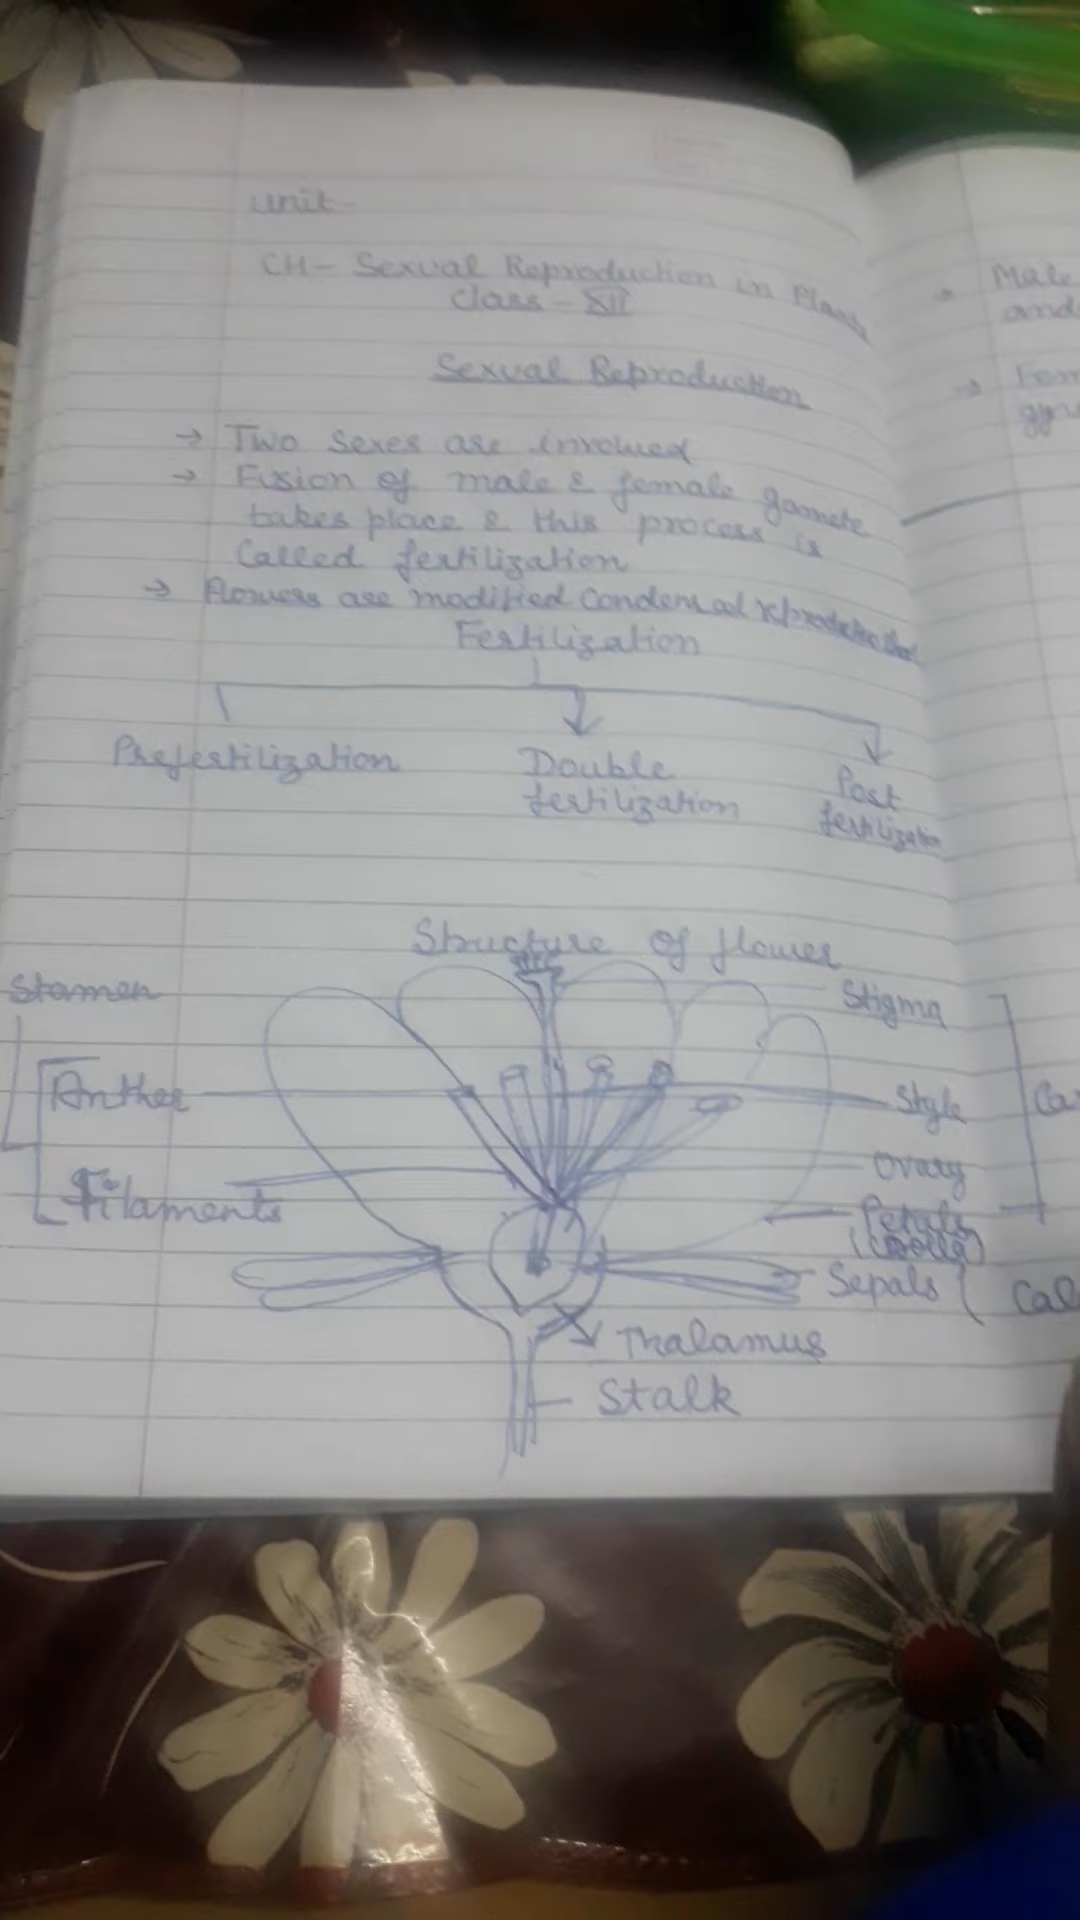 unit-
CH- Sexual Reproduction in Plants
Class - XII
Sexual Reproduction
→ Two sexes are involved
→ Fusion of male & female gamete
takes place & this process is
Called fertilization
→ Flowers are modified Condensed reproductive
Fertilization
Prefertilization
Double
fertilization
Post
fertilization
Structure of flower
Stamen
Anther
Filaments
Stigma
Style
Ovary
Petals
(Corolla)
Sepals
Thalamus
Stalk
Male
and